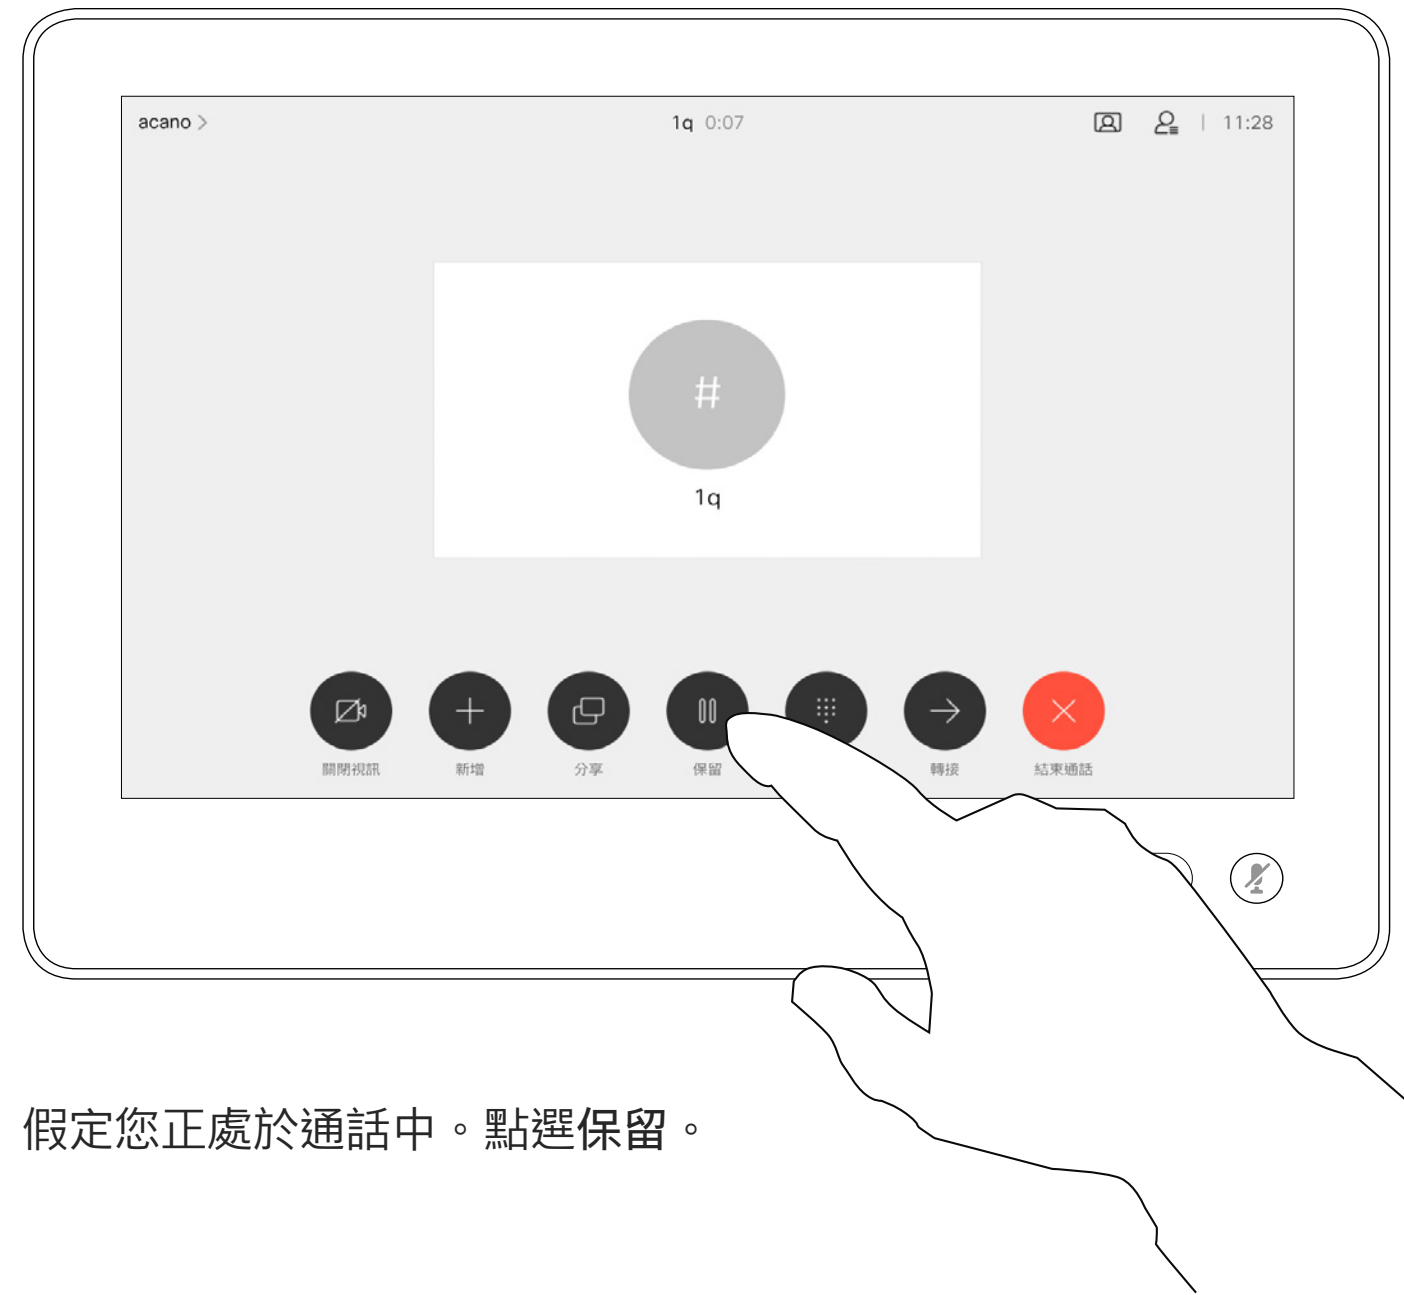 acano
1q 0:07
11:28
#
1q
關閉視訊
新增
分享
保留
轉接
結束通話
假定您正處於通話中。點選保留。